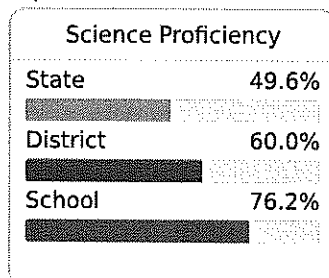 Science Proficiency
State 49.6%
District 60.0%
School 76.2%